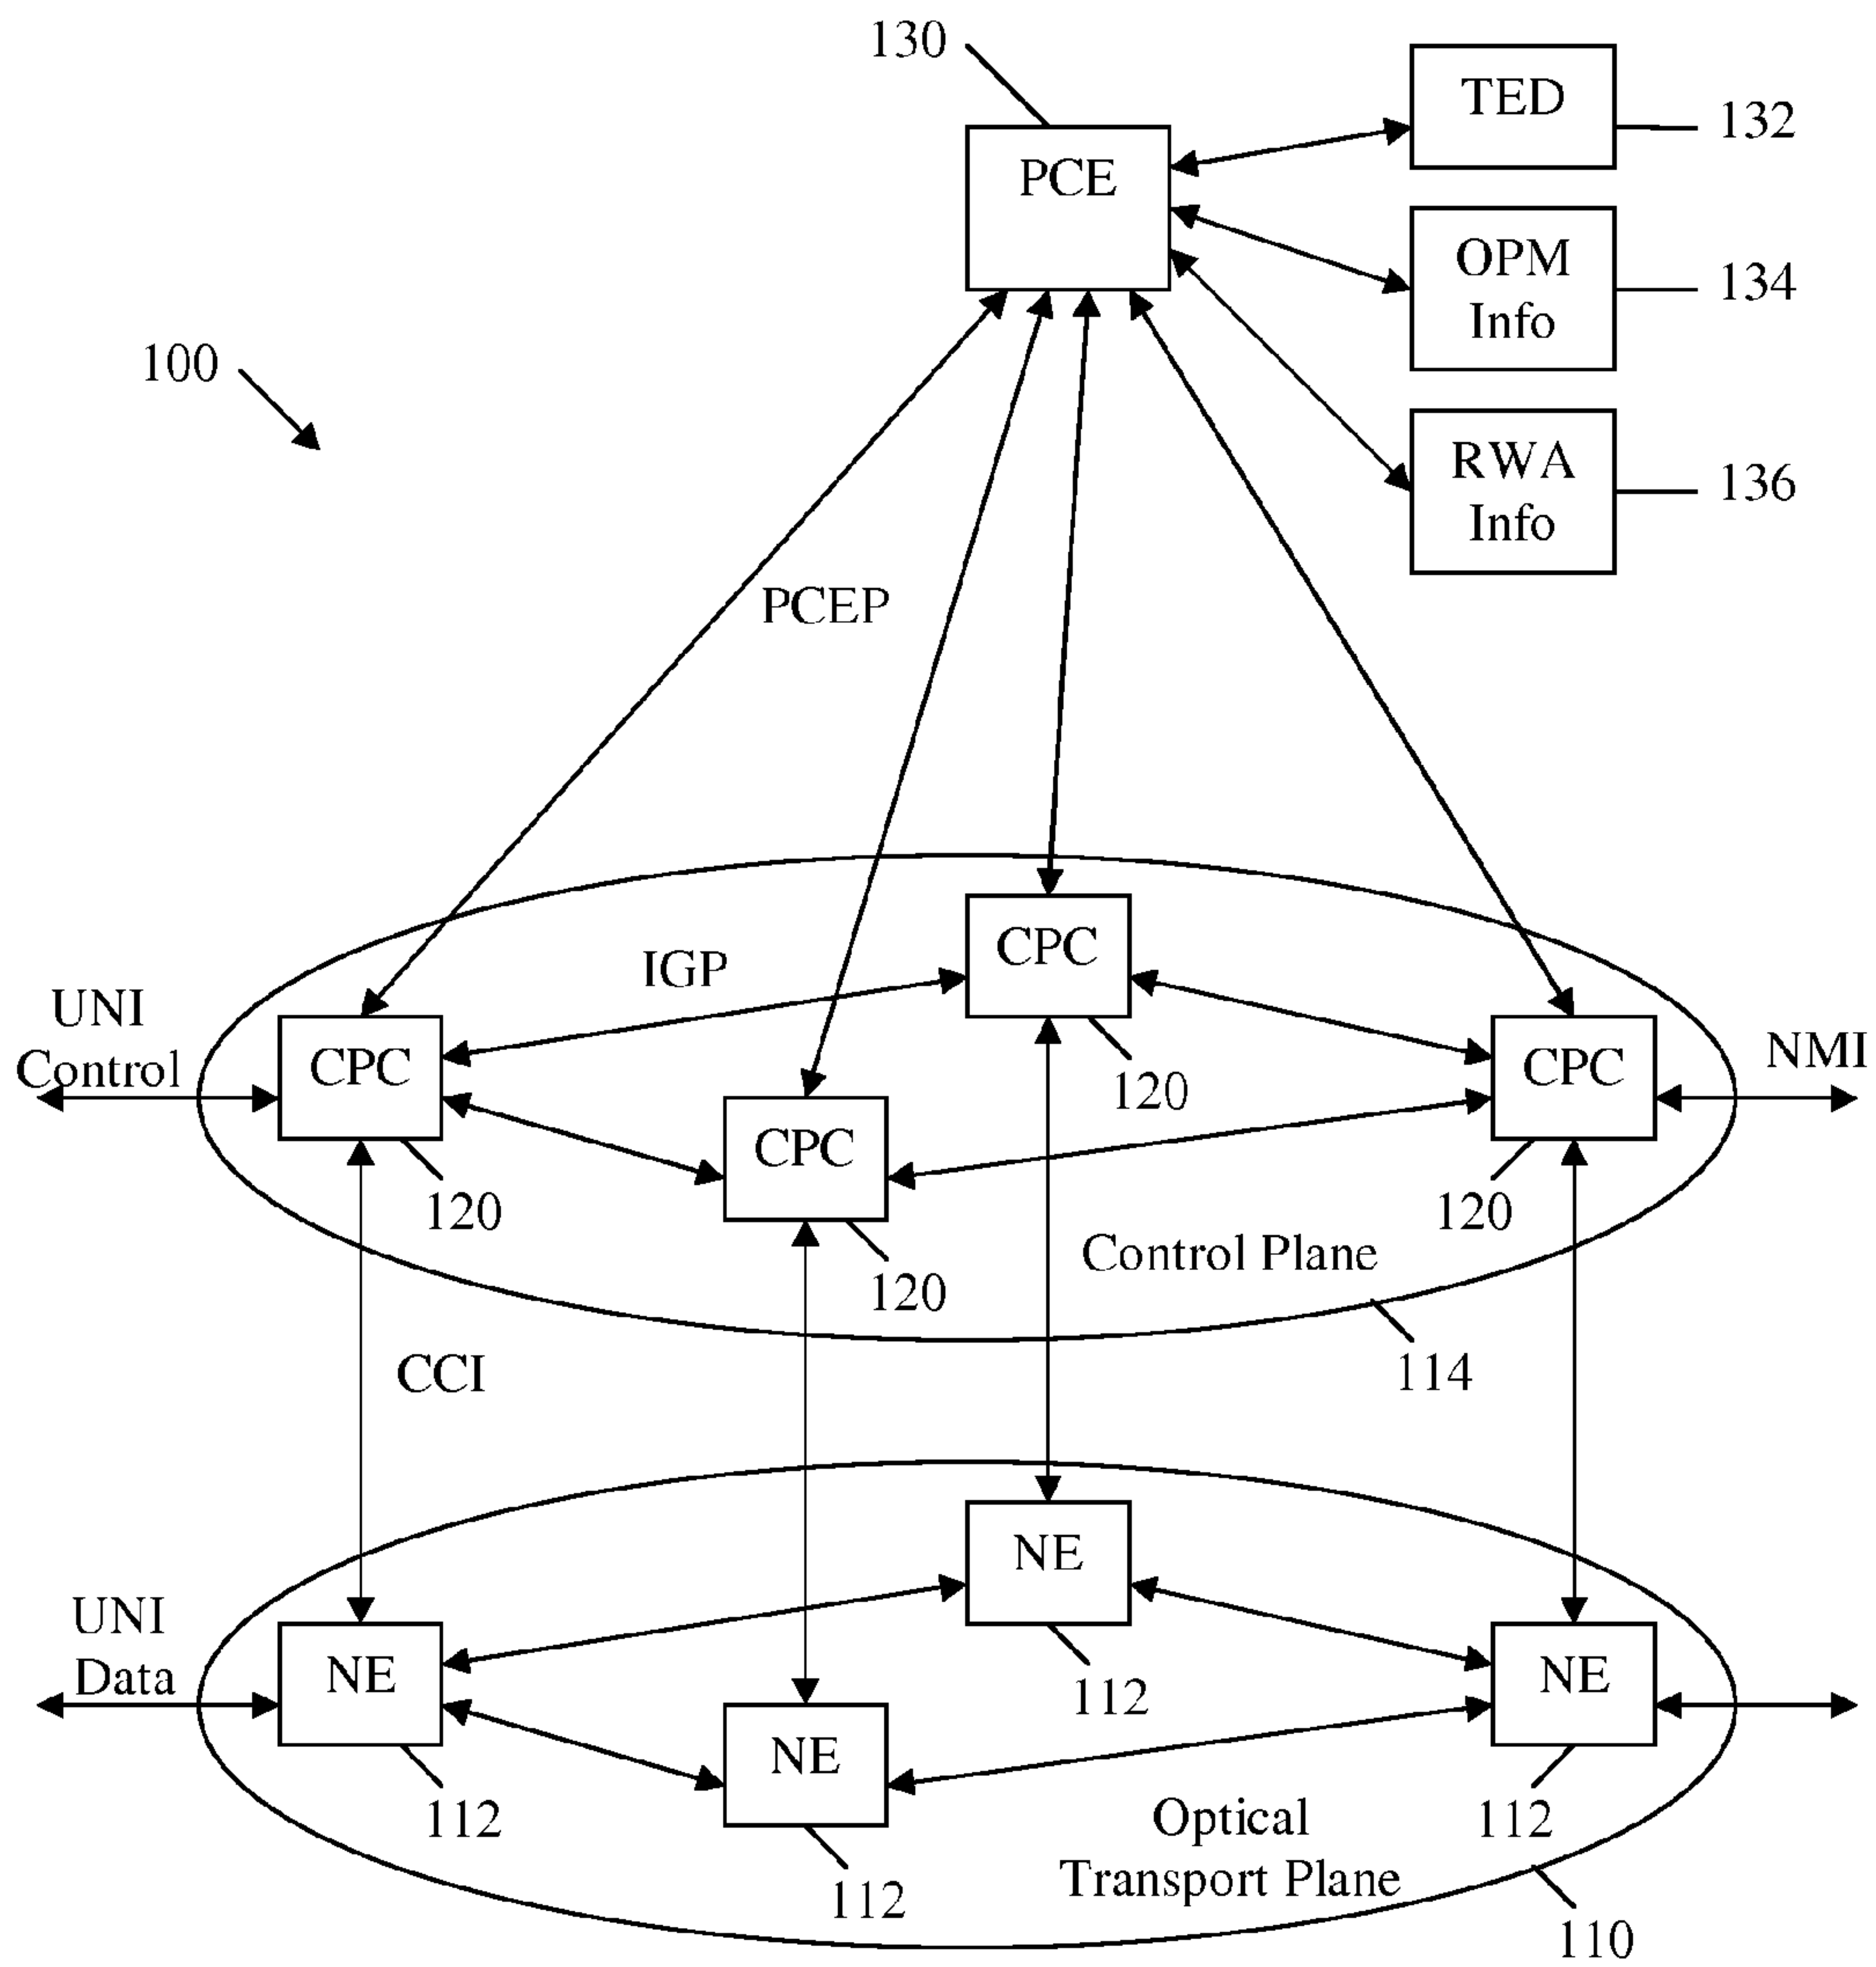 130
TED
132
PCE
OPM
Info
134
100
RWA
Info
136
PCEP
CPC
IGP
UNI
Control
CPC
CPC
NMI
120
CPC
120
120
120
Control Plane
CCI
114
NE
UNI
Data
NE
NE
112
NE
112
112
112
Optical
Transport Plane
110